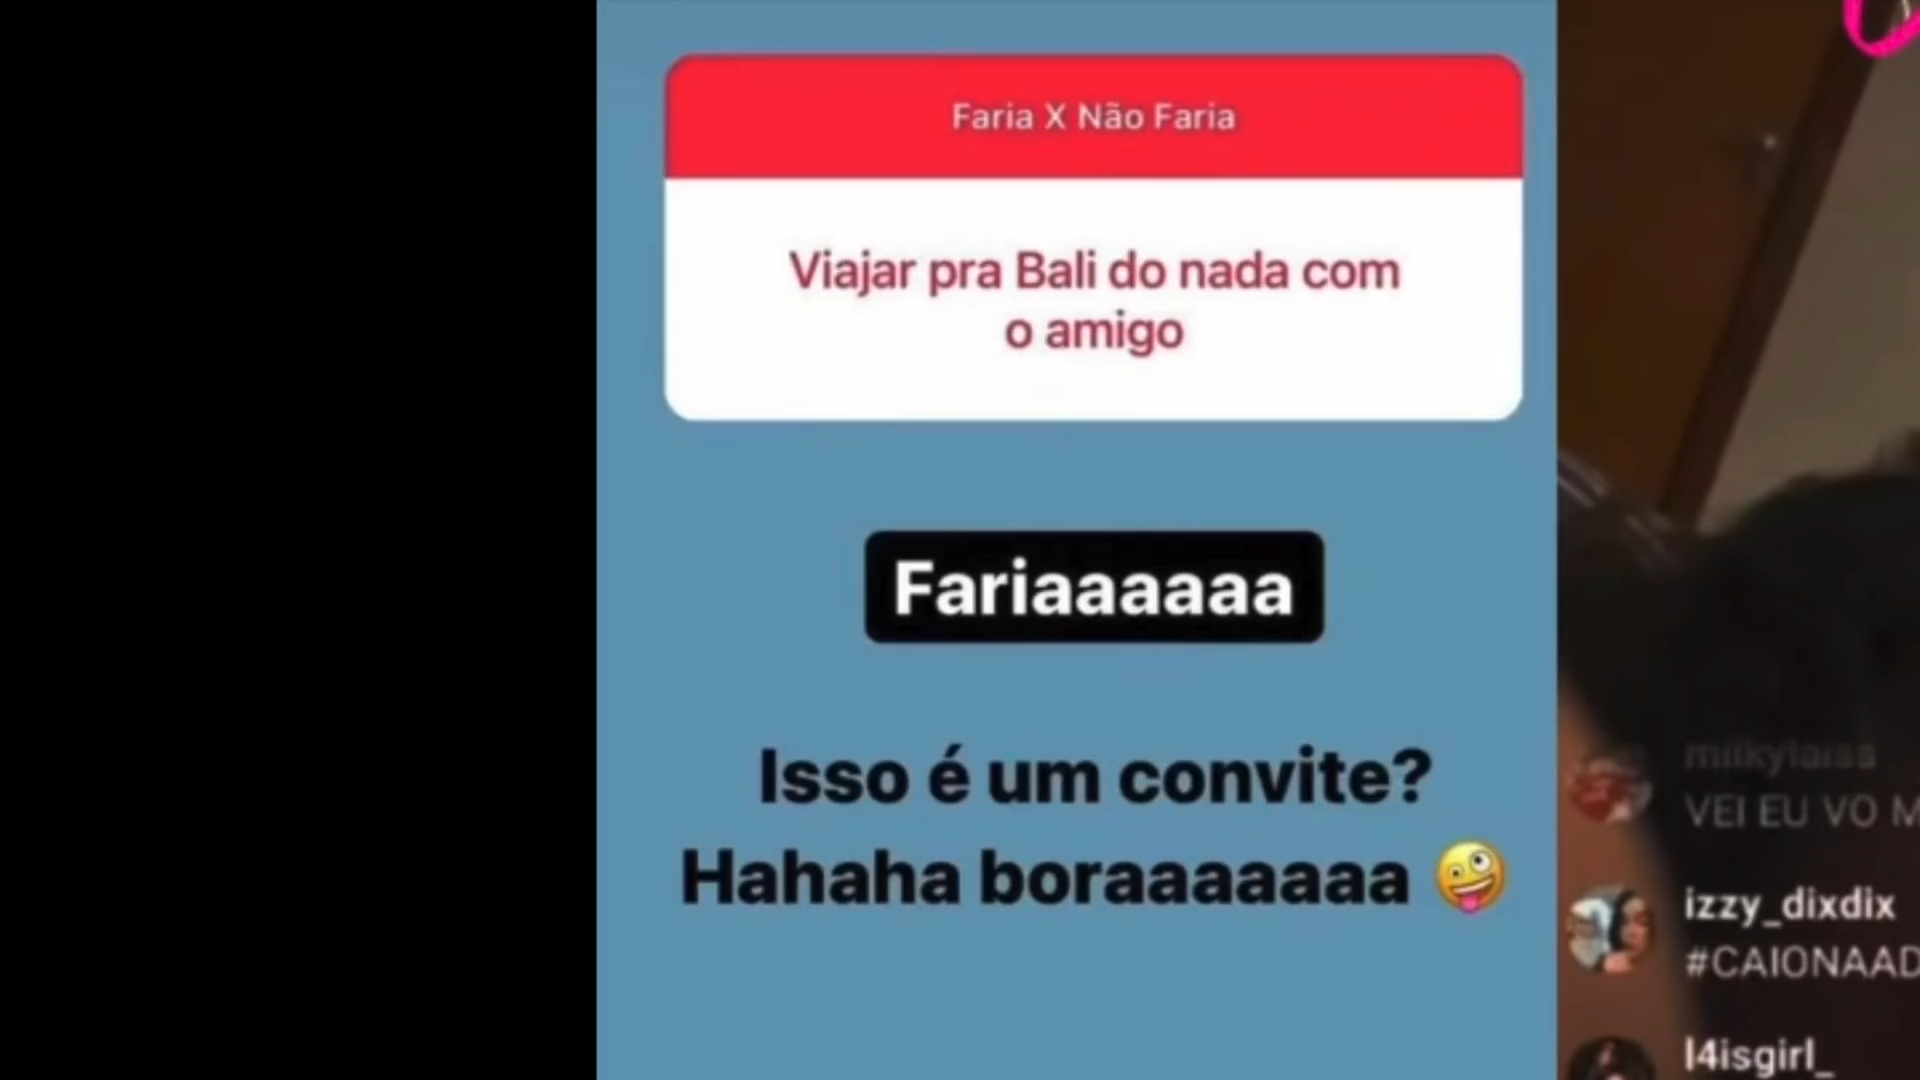 Faria X Não Faria
Viajar pra Bali do nada com
o amigo
Fariaaaaaa
Isso é um convite?
Hahaha boraaaaaaa 🤪
milkylaiss
VEI EU VO M
izzy_dixdix
#CAIONAAD
l4isgirl_